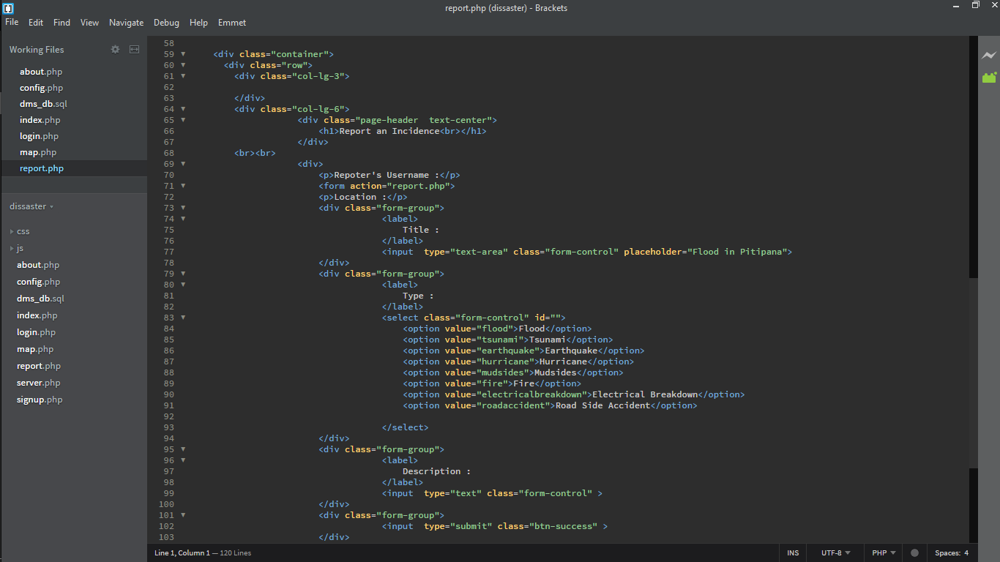 report.php (dissaster) - Brackets
File Edit Find View Navigate Debug Help Emmet
Working Files
about.php
config.php
dms_db.sql
index.php
login.php
map.php
report.php
dissaster
css
js
about.php
config.php
dms_db.sql
index.php
login.php
map.php
report.php
server.php
signup.php
58
59 <div class="container">
60 <div class="row">
61 <div class="col-lg-3">
62
63 </div>
64 <div class="col-lg-6">
65 <div class="page-header  text-center">
66 <h1>Report an Incidence<br></h1>
67 </div>
68 <br><br>
69 <div>
70 <p>Repoter's Username :</p>
71 <form action="report.php">
72 <p>Location :</p>
73 <div class="form-group">
74 <label>
75 Title :
76 </label>
77 <input  type="text-area" class="form-control" placeholder="Flood in Pitipana">
78 </div>
79 <div class="form-group">
80 <label>
81 Type :
82 </label>
83 <select class="form-control" id="">
84 <option value="flood">Flood</option>
85 <option value="tsunami">Tsunami</option>
86 <option value="earthquake">Earthquake</option>
87 <option value="hurricane">Hurricane</option>
88 <option value="mudsides">Mudsides</option>
89 <option value="fire">Fire</option>
90 <option value="electricalbreakdown">Electrical Breakdown</option>
91 <option value="roadaccident">Road Side Accident</option>
92
93 </select>
94 </div>
95 <div class="form-group">
96 <label>
97 Description :
98 </label>
99 <input  type="text" class="form-control" >
100 </div>
101 <div class="form-group">
102 <input  type="submit" class="btn-success" >
103 </div>
Line 1, Column 1 — 120 Lines INS UTF-8 PHP Spaces: 4